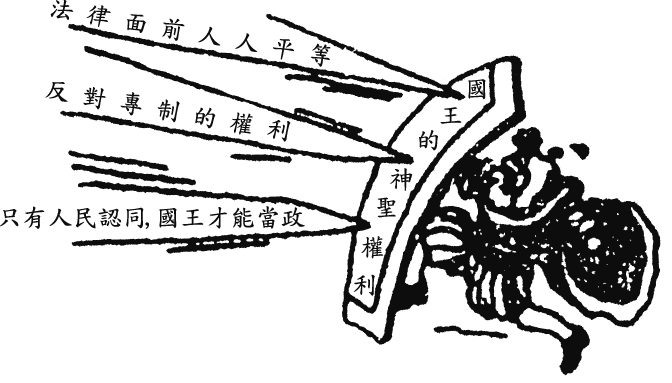 法律面前人人平等
反對專制的權利
只有人民認同,國王才能當政
國王的神聖權利